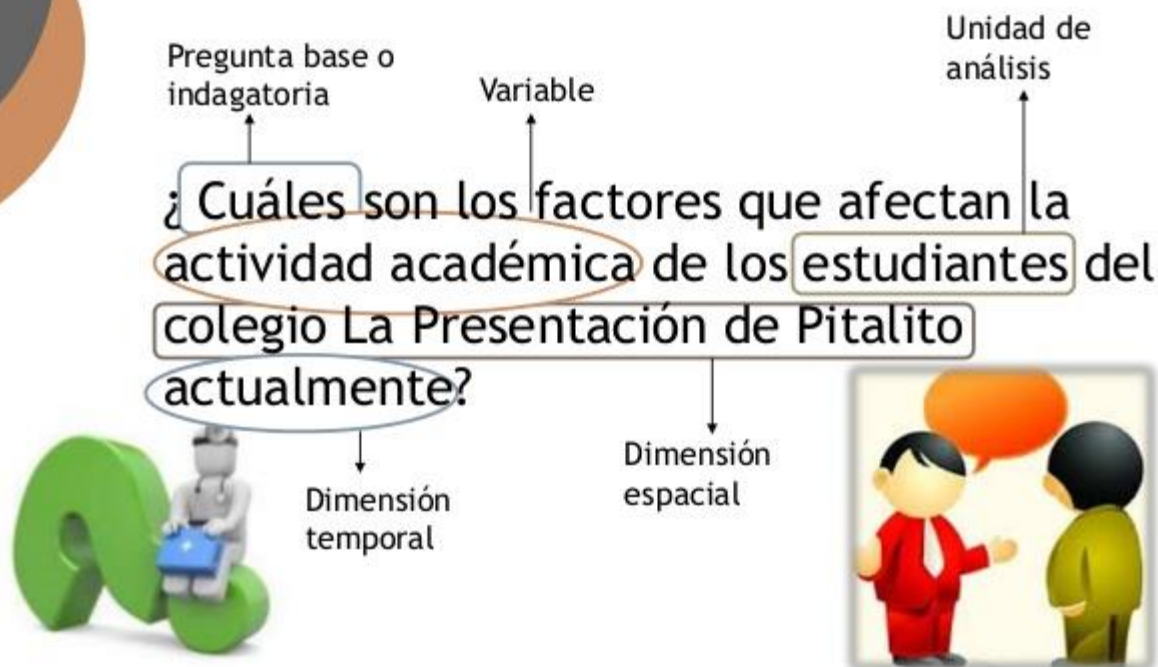 Pregunta base o
indagatoria
Variable
Unidad de
análisis
¿ Cuáles son los factores que afectan la
actividad académica de los estudiantes del
colegio La Presentación de Pitalito
actualmente?
Dimensión
temporal
Dimensión
espacial